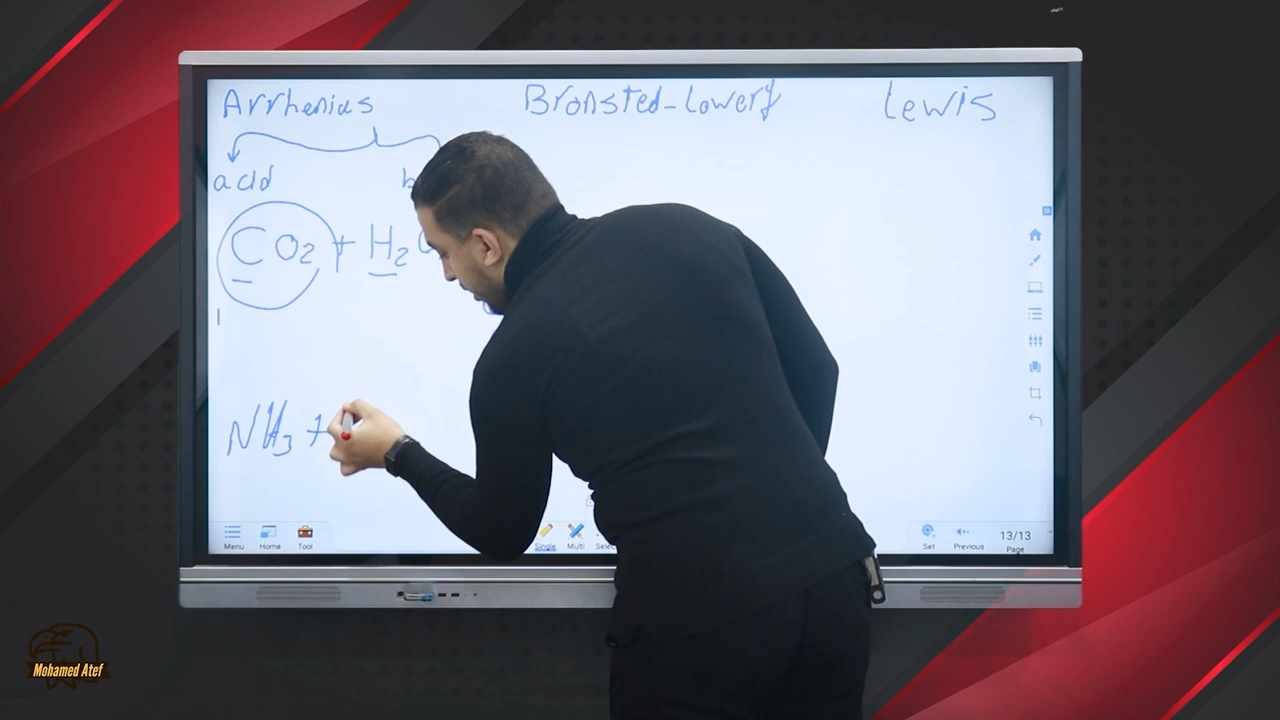 Arrhenius Bronsted-Lowery Lewis
acid b
CO2 + H2
NH3 +
Menu Home Tool Single Multi Selec Set Previous 13/13 Page
Mohamed Atef